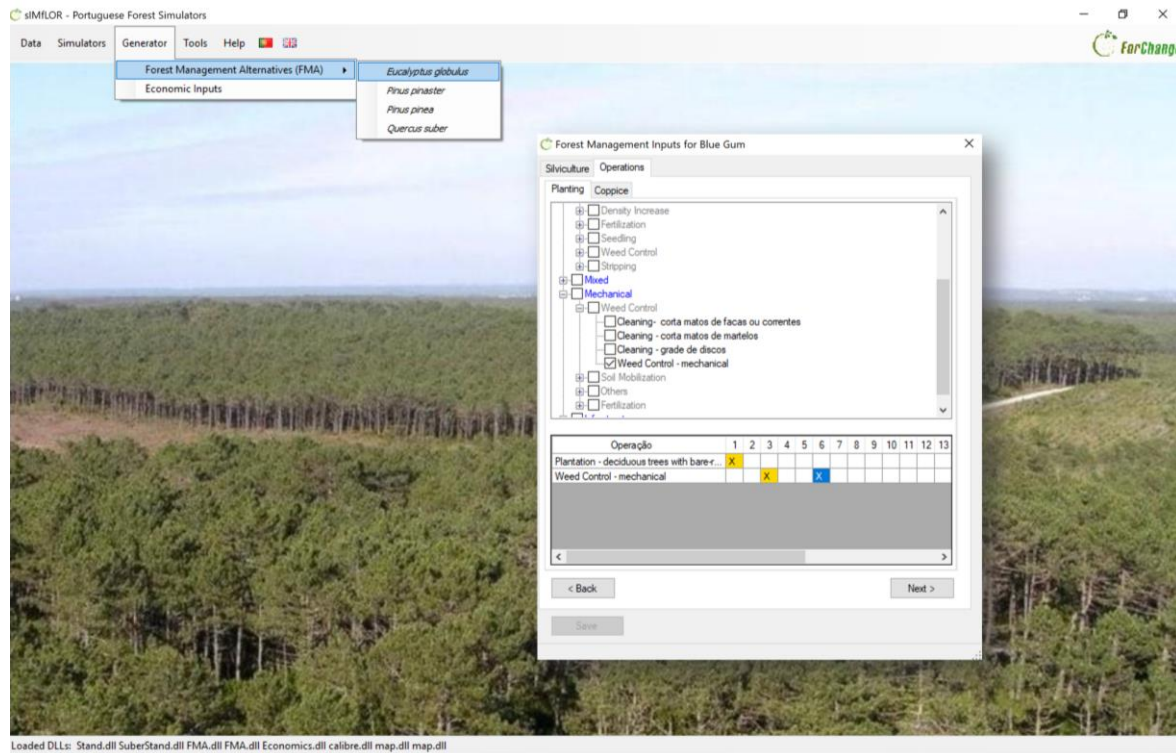 sIMfLOR - Portuguese Forest Simulators
Data Simulators Generator Tools Help
ForChange
Forest Management Alternatives (FMA)
Economic Inputs
Eucalyptus globulus
Pinus pinaster
Pinus pinea
Quercus suber
Forest Management Inputs for Blue Gum
Silviculture Operations
Planting Coppice
Density Increase
Fertilization
Seedling
Weed Control
Stripping
Mixed
Mechanical
Weed Control
Cleaning- corta matos de facas ou correntes
Cleaning - corta matos de martelos
Cleaning - grade de discos
Weed Control - mechanical
Soil Mobilization
Others
Fertilization
Operação 1 2 3 4 5 6 7 8 9 10 11 12 13
Plantation - deciduous trees with bare-r... X
Weed Control - mechanical X X
< Back Next >
Save
Loaded DLLs: Stand.dll SuberStand.dll FMA.dll FMA.dll Economics.dll calibre.dll map.dll map.dll